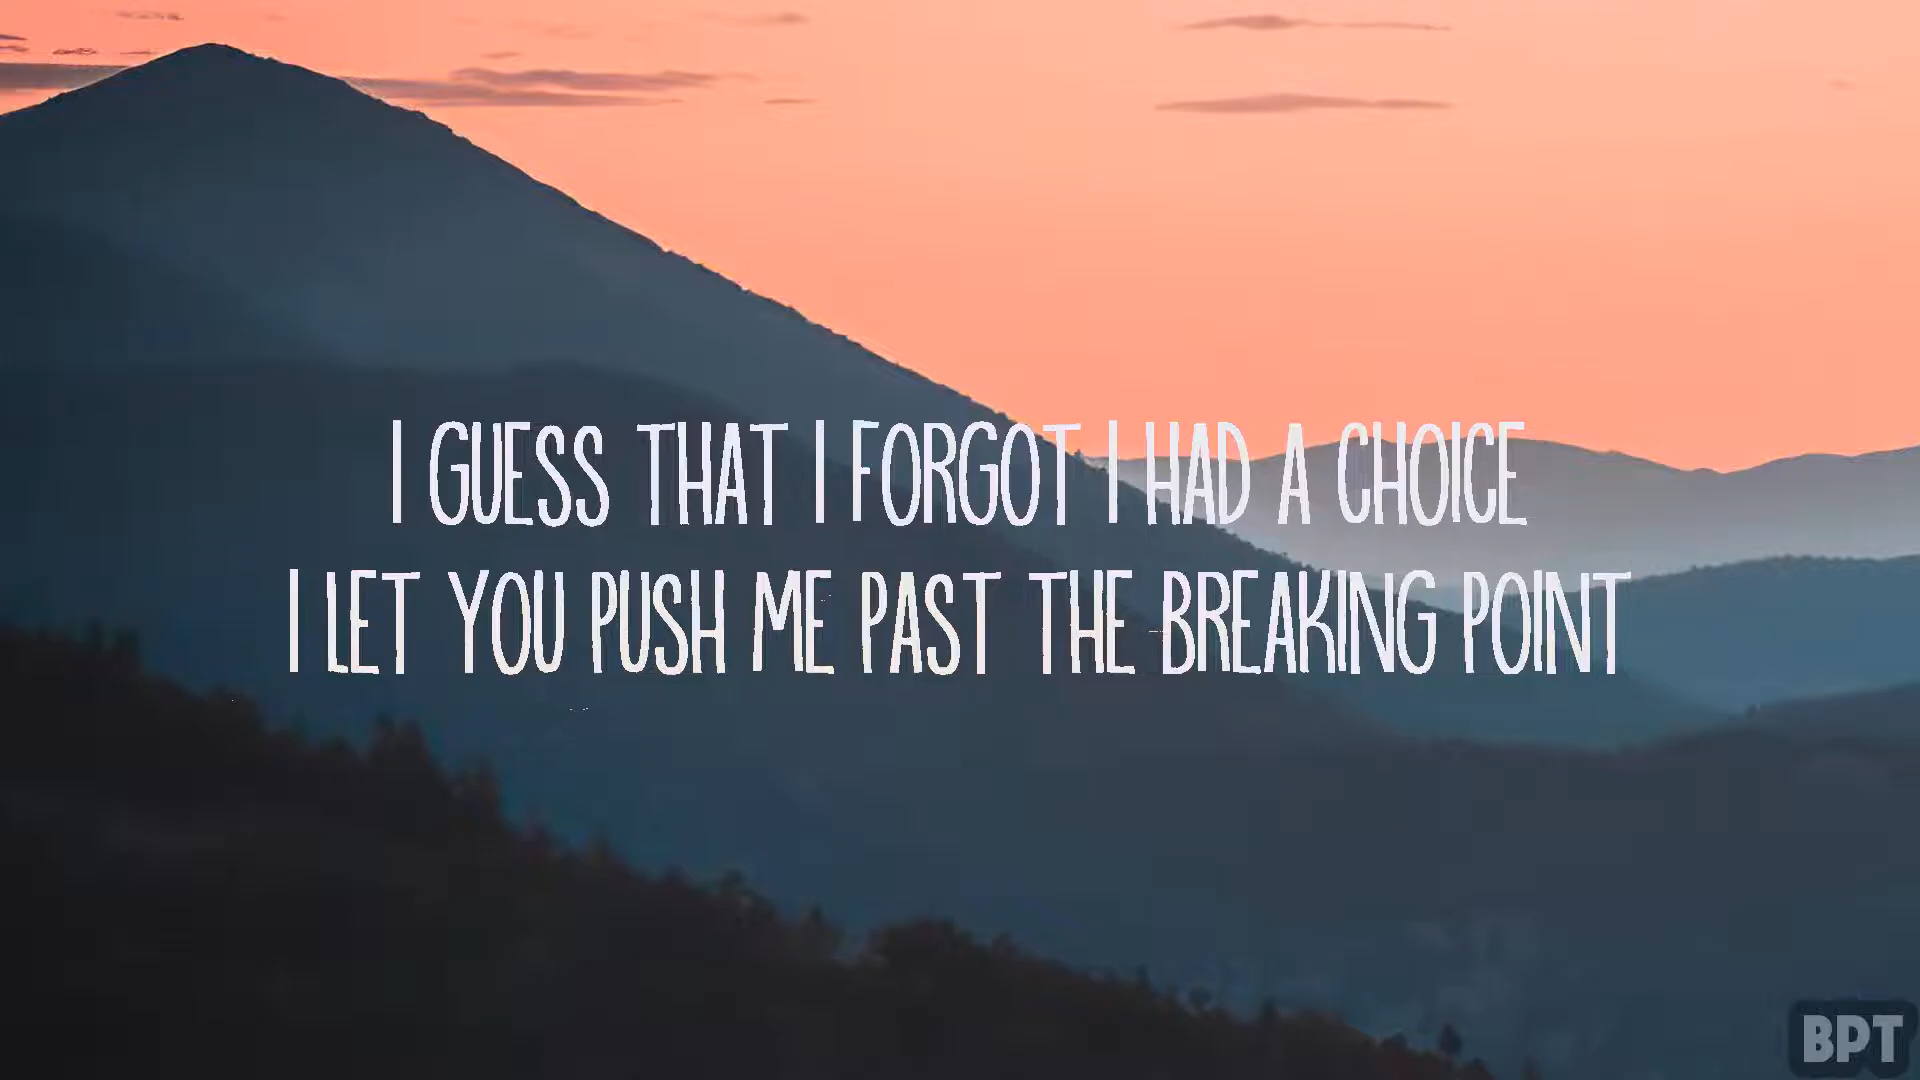 I GUESS THAT I FORGOT I HAD A CHOICE
I LET YOU PUSH ME PAST THE BREAKING POINT
BPT